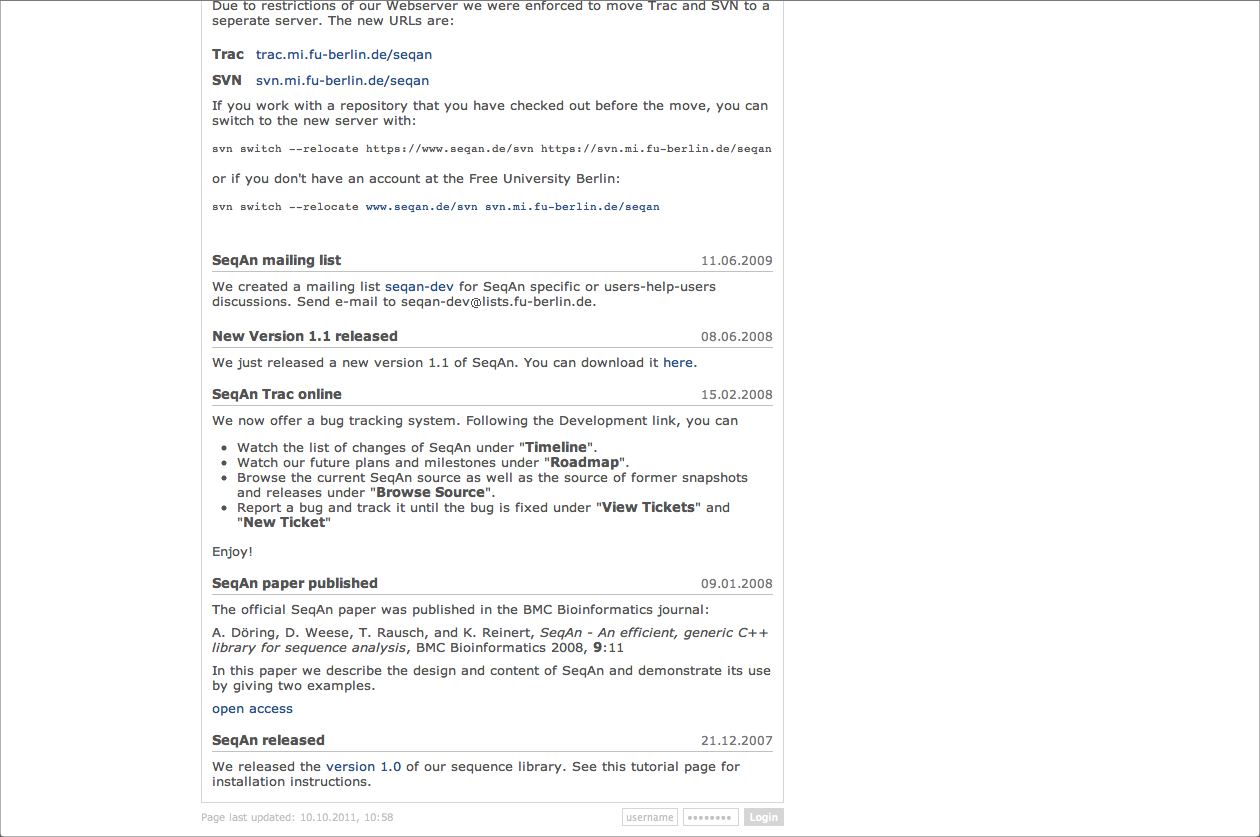 Due to restrictions of our Webserver we were enforced to move Trac and SVN to a
seperate server. The new URLs are:
Trac trac.mi.fu-berlin.de/seqan
SVN svn.mi.fu-berlin.de/seqan
If you work with a repository that you have checked out before the move, you can
switch to the new server with:
svn switch --relocate https://www.seqan.de/svn https://svn.mi.fu-berlin.de/seqan
or if you don't have an account at the Free University Berlin:
svn switch --relocate www.seqan.de/svn svn.mi.fu-berlin.de/seqan
SeqAn mailing list 11.06.2009
We created a mailing list seqan-dev for SeqAn specific or users-help-users
discussions. Send e-mail to seqan-dev@lists.fu-berlin.de.
New Version 1.1 released 08.06.2008
We just released a new version 1.1 of SeqAn. You can download it here.
SeqAn Trac online 15.02.2008
We now offer a bug tracking system. Following the Development link, you can
• Watch the list of changes of SeqAn under "Timeline".
• Watch our future plans and milestones under "Roadmap".
• Browse the current SeqAn source as well as the source of former snapshots
and releases under "Browse Source".
• Report a bug and track it until the bug is fixed under "View Tickets" and
"New Ticket"
Enjoy!
SeqAn paper published 09.01.2008
The official SeqAn paper was published in the BMC Bioinformatics journal:
A. Döring, D. Weese, T. Rausch, and K. Reinert, SeqAn - An efficient, generic C++
library for sequence analysis, BMC Bioinformatics 2008, 9:11
In this paper we describe the design and content of SeqAn and demonstrate its use
by giving two examples.
open access
SeqAn released 21.12.2007
We released the version 1.0 of our sequence library. See this tutorial page for
installation instructions.
Page last updated: 10.10.2011, 10:58 username •••••••• Login